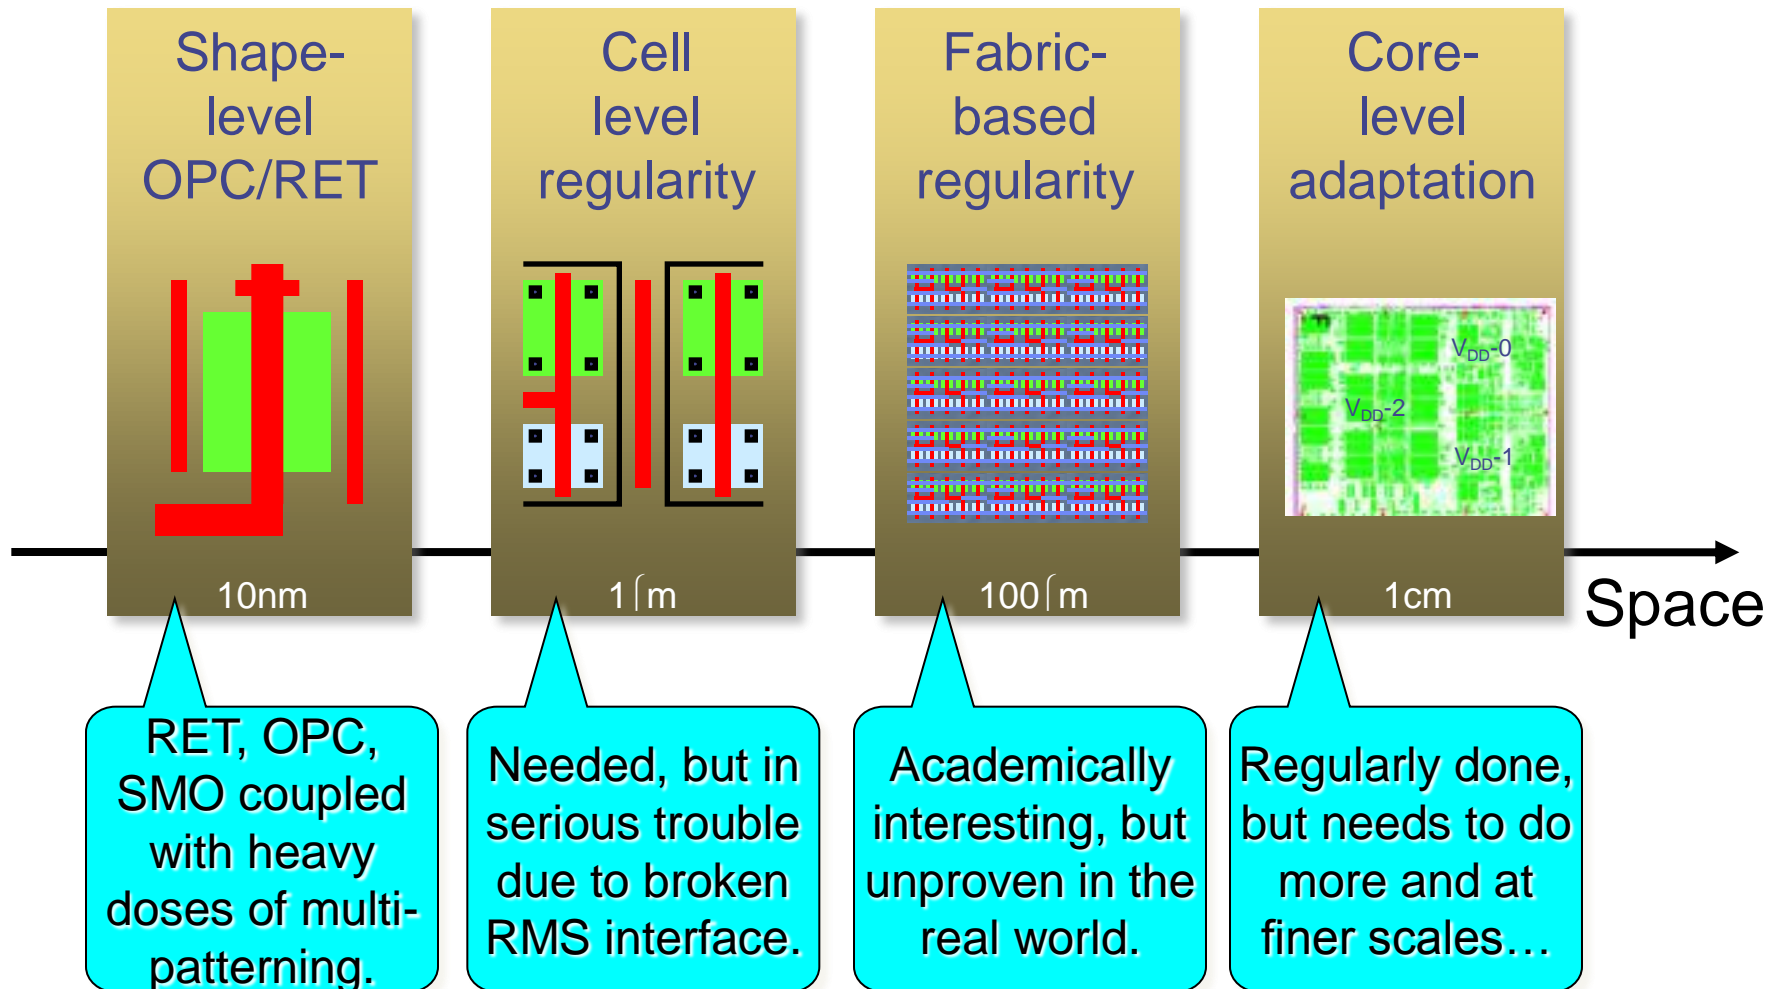 Shape-
level
OPC/RET
Cell
level
regularity
Fabric-
based
regularity
Core-
level
adaptation
V_DD-0
V_DD-2
V_DD-1
10nm
1⌠m
100⌠m
1cm
Space
RET, OPC,
SMO coupled
with heavy
doses of multi-
patterning.
Needed, but in
serious trouble
due to broken
RMS interface.
Academically
interesting, but
unproven in the
real world.
Regularly done,
but needs to do
more and at
finer scales…